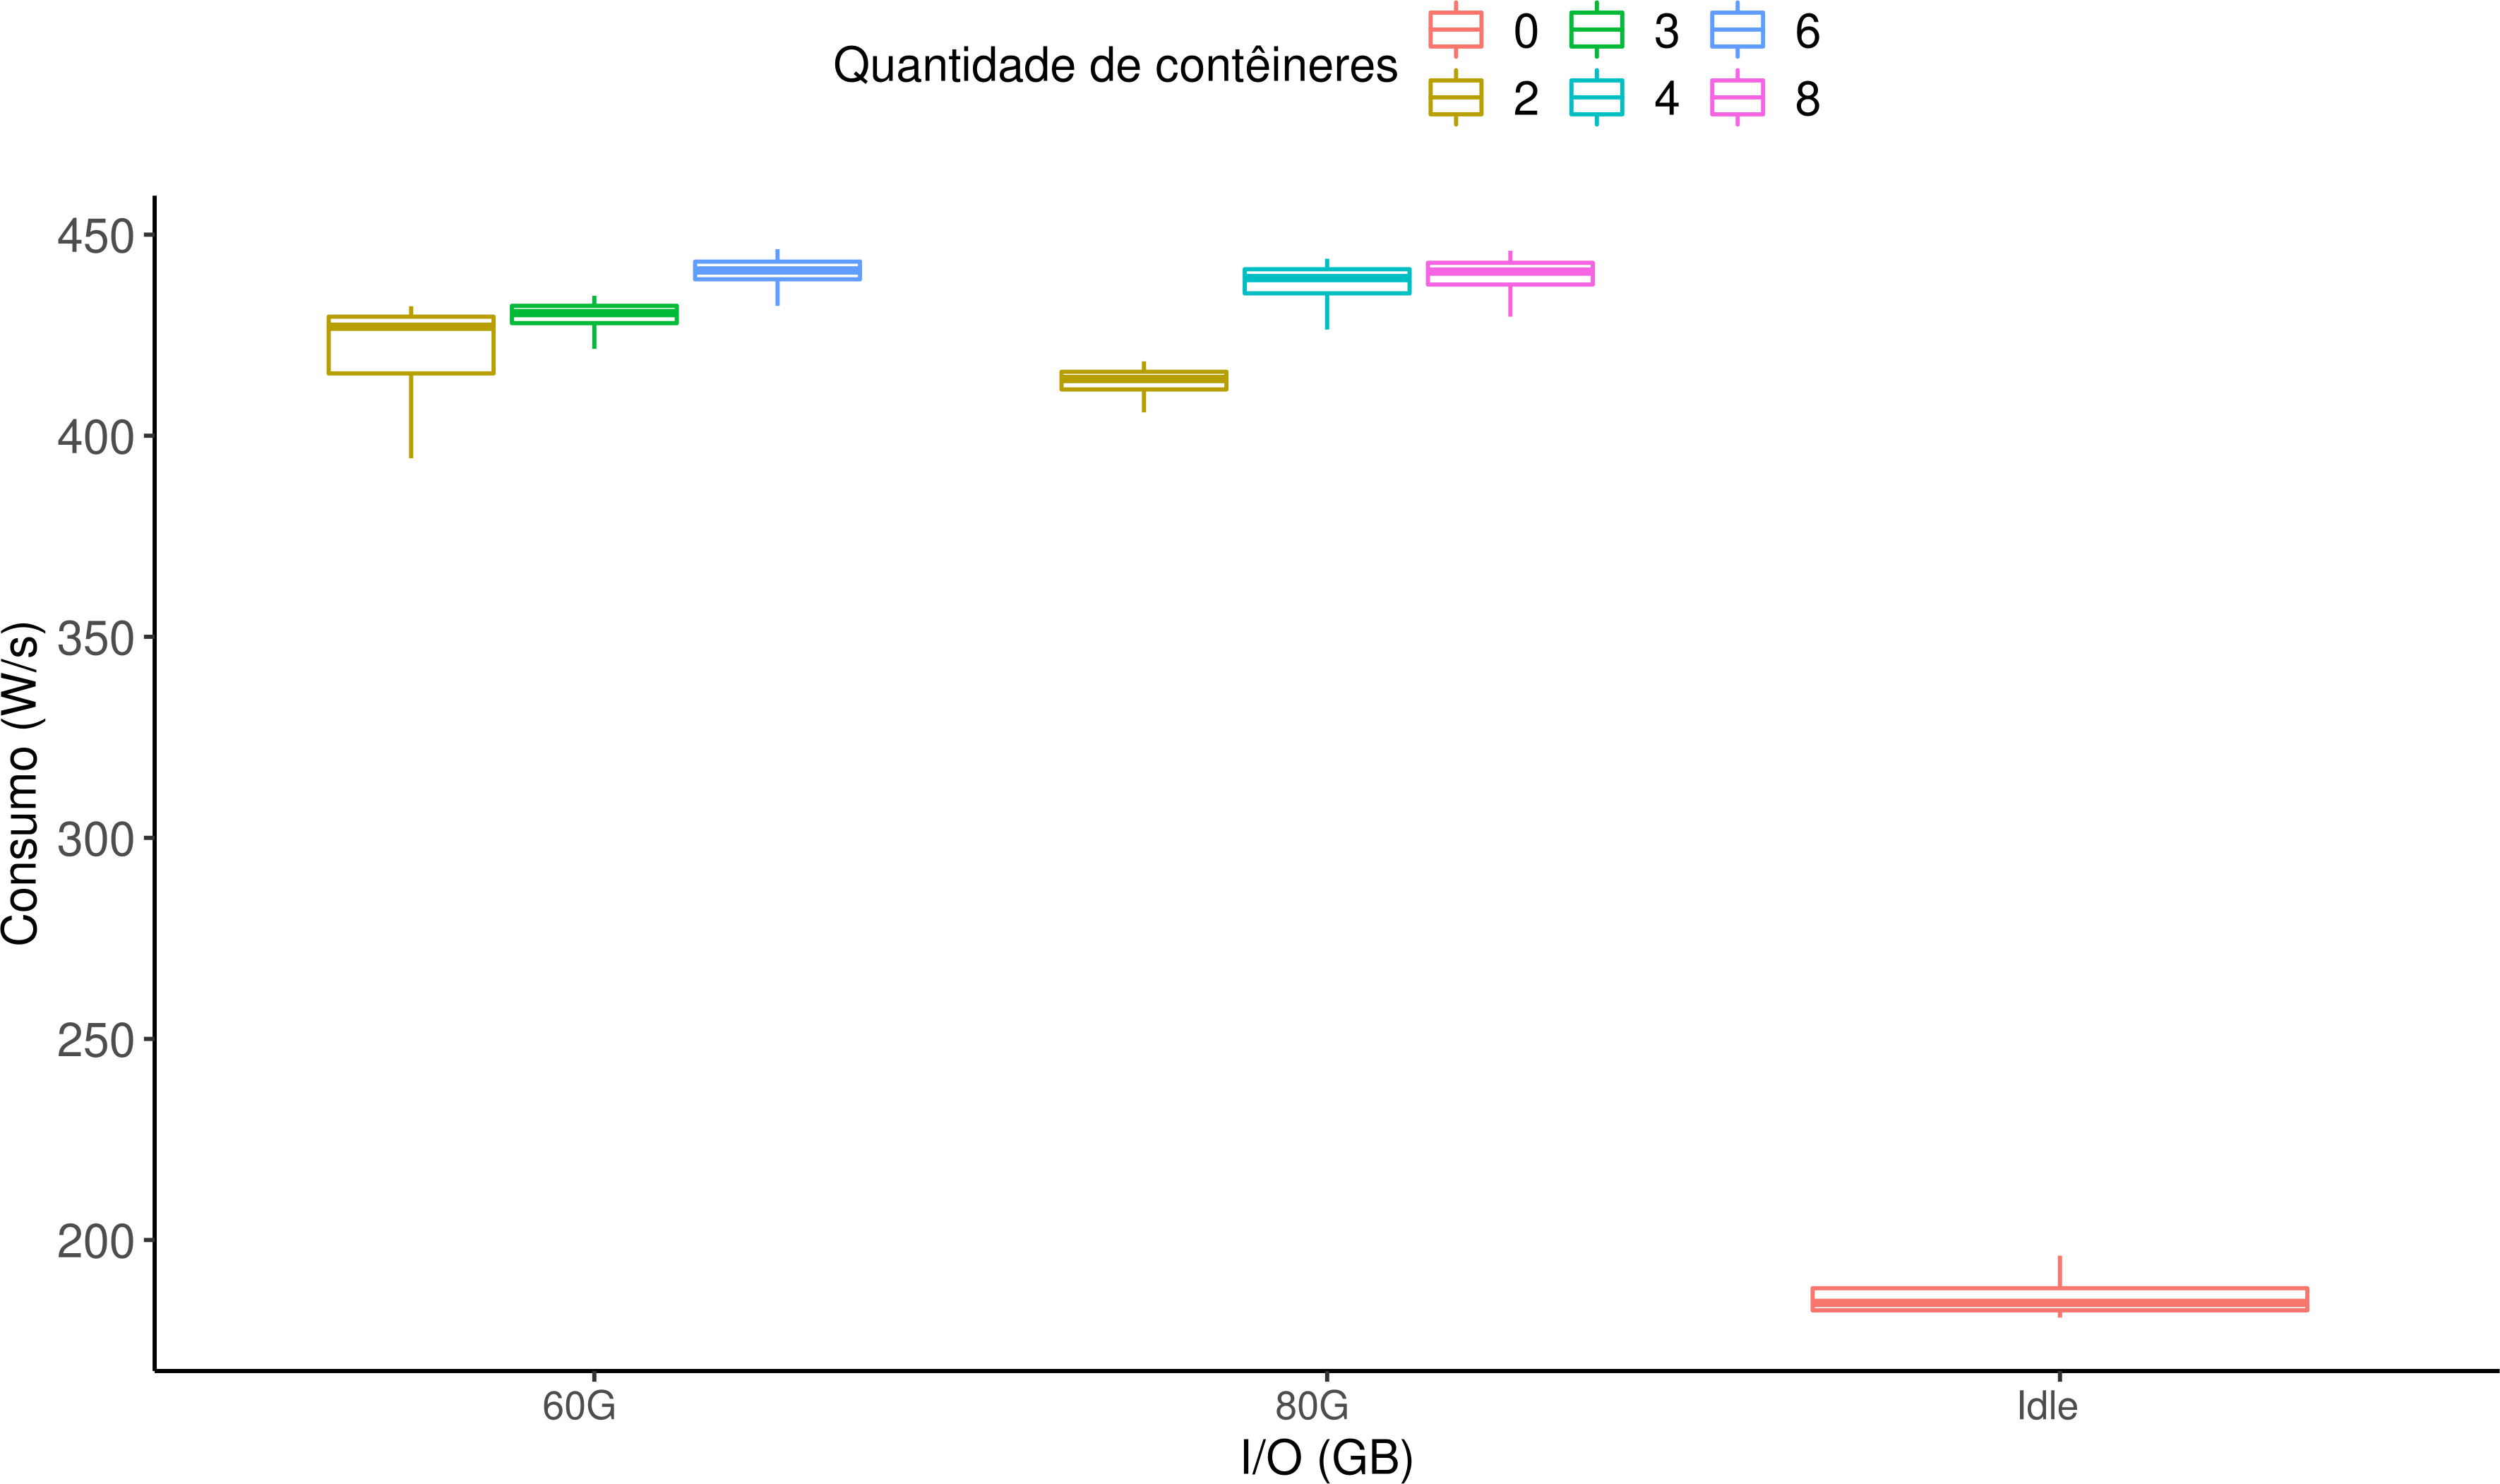 Quantidade de contêineres
0 3 6
2 4 8
Consumo (W/s)
450
400
350
300
250
200
60G 80G Idle
I/O (GB)